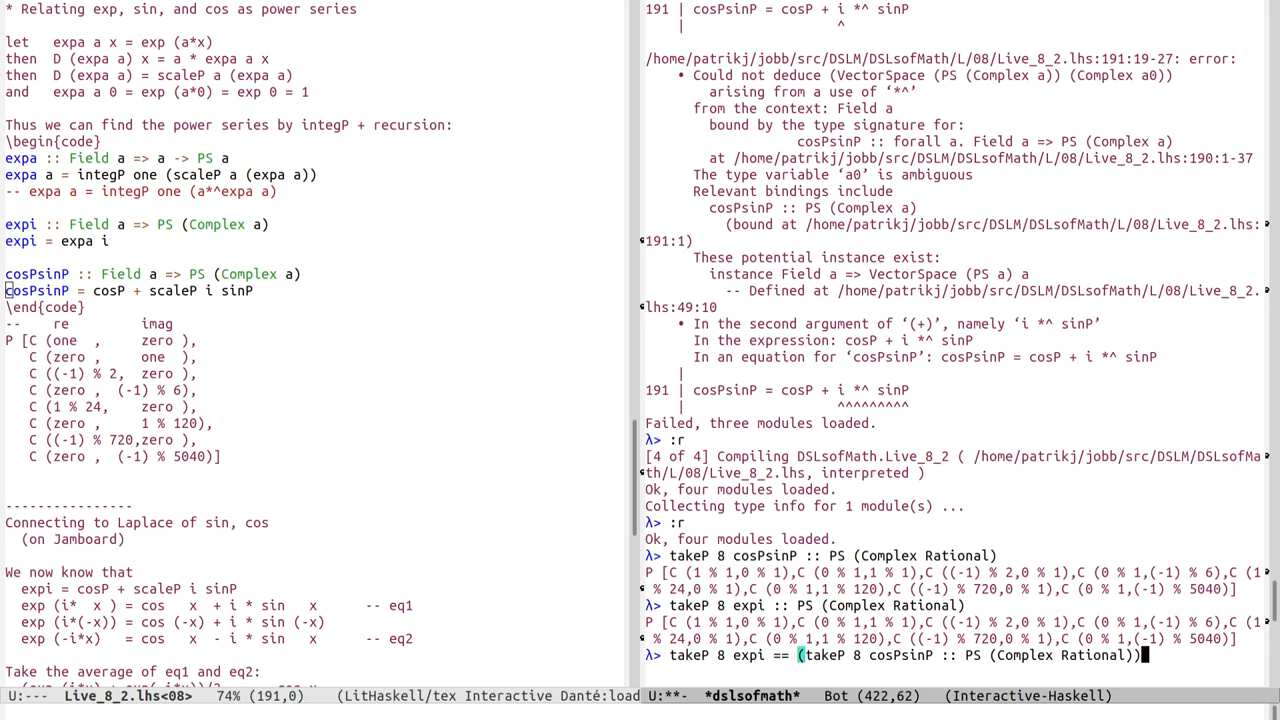 * Relating exp, sin, and cos as power series
let   expa a x = exp (a*x)
then  D (expa a) x = a * expa a x
then  D (expa a) = scaleP a (expa a)
and   expa a 0 = exp (a*0) = exp 0 = 1
Thus we can find the power series by integP + recursion:
\begin{code}
expa :: Field a => a -> PS a
expa a = integP one (scaleP a (expa a))
-- expa a = integP one (a*^expa a)
expi :: Field a => PS (Complex a)
expi = expa i
cosPsinP :: Field a => PS (Complex a)
cosPsinP = cosP + scaleP i sinP
\end{code}
--    re         imag
P [C (one  ,     zero ),
   C (zero ,     one  ),
   C ((-1) % 2,  zero ),
   C (zero ,  (-1) % 6),
   C (1 % 24,    zero ),
   C (zero ,     1 % 120),
   C ((-1) % 720,zero ),
   C (zero ,  (-1) % 5040)]
----------------
Connecting to Laplace of sin, cos
  (on Jamboard)
We now know that
  expi = cosP + scaleP i sinP
  exp (i*  x ) = cos   x  + i * sin   x      -- eq1
  exp (i*(-x)) = cos (-x) + i * sin (-x)
  exp (-i*x)   = cos   x  - i * sin   x      -- eq2
Take the average of eq1 and eq2:
U:---  Live_8_2.lhs<08>   74% (191,0)    (LitHaskell/tex Interactive Danté:load
191 | cosPsinP = cosP + i *^ sinP
    |                     ^
/home/patrikj/jobb/src/DSLM/DSLsofMath/L/08/Live_8_2.lhs:191:19-27: error:
    • Could not deduce (VectorSpace (PS (Complex a)) (Complex a0))
        arising from a use of ‘*^’
      from the context: Field a
        bound by the type signature for:
                   cosPsinP :: forall a. Field a => PS (Complex a)
        at /home/patrikj/jobb/src/DSLM/DSLsofMath/L/08/Live_8_2.lhs:190:1-37
      The type variable ‘a0’ is ambiguous
      Relevant bindings include
        cosPsinP :: PS (Complex a)
          (bound at /home/patrikj/jobb/src/DSLM/DSLsofMath/L/08/Live_8_2.lhs:
191:1)
      These potential instance exist:
        instance Field a => VectorSpace (PS a) a
          -- Defined at /home/patrikj/jobb/src/DSLM/DSLsofMath/L/08/Live_8_2.
lhs:49:10
    • In the second argument of ‘(+)’, namely ‘i *^ sinP’
      In the expression: cosP + i *^ sinP
      In an equation for ‘cosPsinP’: cosPsinP = cosP + i *^ sinP
    |
191 | cosPsinP = cosP + i *^ sinP
    |                   ^^^^^^^^^
Failed, three modules loaded.
λ> :r
[4 of 4] Compiling DSLsofMath.Live_8_2 ( /home/patrikj/jobb/src/DSLM/DSLsofMa
th/L/08/Live_8_2.lhs, interpreted )
Ok, four modules loaded.
Collecting type info for 1 module(s) ...
λ> :r
Ok, four modules loaded.
λ> takeP 8 cosPsinP :: PS (Complex Rational)
P [C (1 % 1,0 % 1),C (0 % 1,1 % 1),C ((-1) % 2,0 % 1),C (0 % 1,(-1) % 6),C (1
 % 24,0 % 1),C (0 % 1,1 % 120),C ((-1) % 720,0 % 1),C (0 % 1,(-1) % 5040)]
λ> takeP 8 expi :: PS (Complex Rational)
P [C (1 % 1,0 % 1),C (0 % 1,1 % 1),C ((-1) % 2,0 % 1),C (0 % 1,(-1) % 6),C (1
 % 24,0 % 1),C (0 % 1,1 % 120),C ((-1) % 720,0 % 1),C (0 % 1,(-1) % 5040)]
λ> takeP 8 expi == (takeP 8 cosPsinP :: PS (Complex Rational))
U:**-  *dslsofmath*   Bot (422,62)    (Interactive-Haskell)